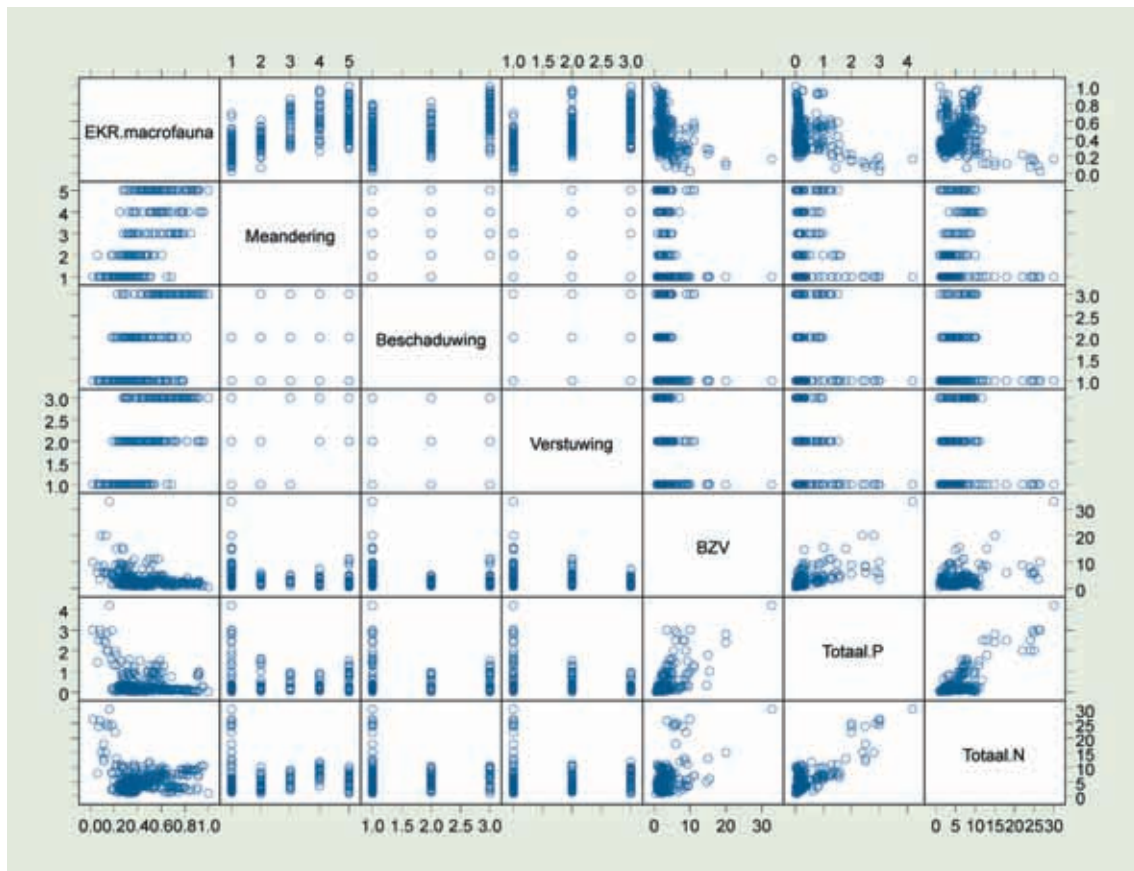 1 2 3 4 5 1.0 1.5 2.0 2.5 3.0 0 1 2 3 4
EKR.macrofauna 1.0 0.8 0.6 0.4 0.2 0.0
5 4 3 2 1 Meandering
Beschaduwing 3.0 2.5 2.0 1.5 1.0
3.0 2.5 2.0 1.5 1.0 Verstuwing
BZV 30 20 10 0
4 3 2 1 0 Totaal.P
Totaal.N 30 25 20 15 10 5 0
0.00.20.40.60.81.0 1.0 1.5 2.0 2.5 3.0 0 10 20 30 0 5 1015202530